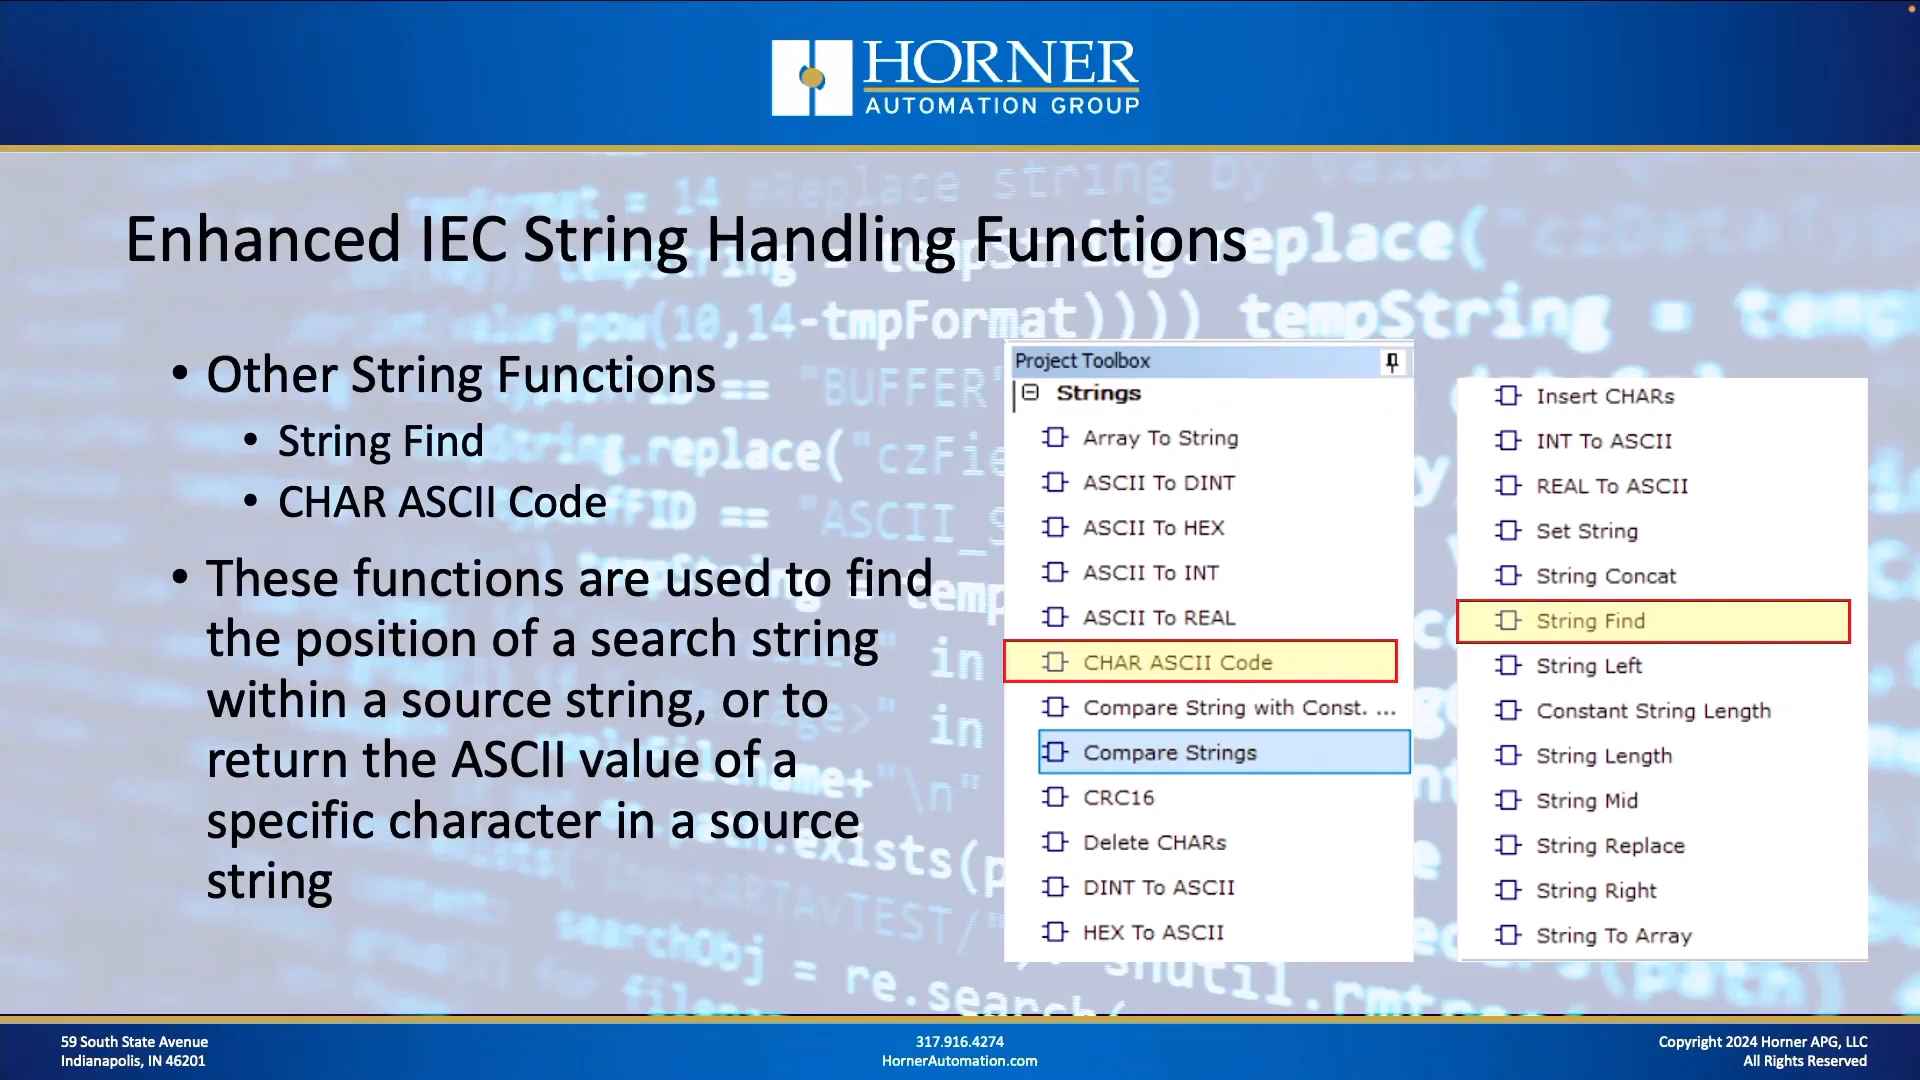 HORNER
AUTOMATION GROUP
Enhanced IEC String Handling Functions
• Other String Functions
• String Find
• CHAR ASCII Code
• These functions are used to find
the position of a search string
within a source string, or to
return the ASCII value of a
specific character in a source
string
Project Toolbox
Strings
Array To String
ASCII To DINT
ASCII To HEX
ASCII To INT
ASCII To REAL
CHAR ASCII Code
Compare String with Const. ...
Compare Strings
CRC16
Delete CHARs
DINT To ASCII
HEX To ASCII
Insert CHARs
INT To ASCII
REAL To ASCII
Set String
String Concat
String Find
String Left
Constant String Length
String Length
String Mid
String Replace
String Right
String To Array
59 South State Avenue
Indianapolis, IN 46201
317.916.4274
HornerAutomation.com
Copyright 2024 Horner APG, LLC
All Rights Reserved